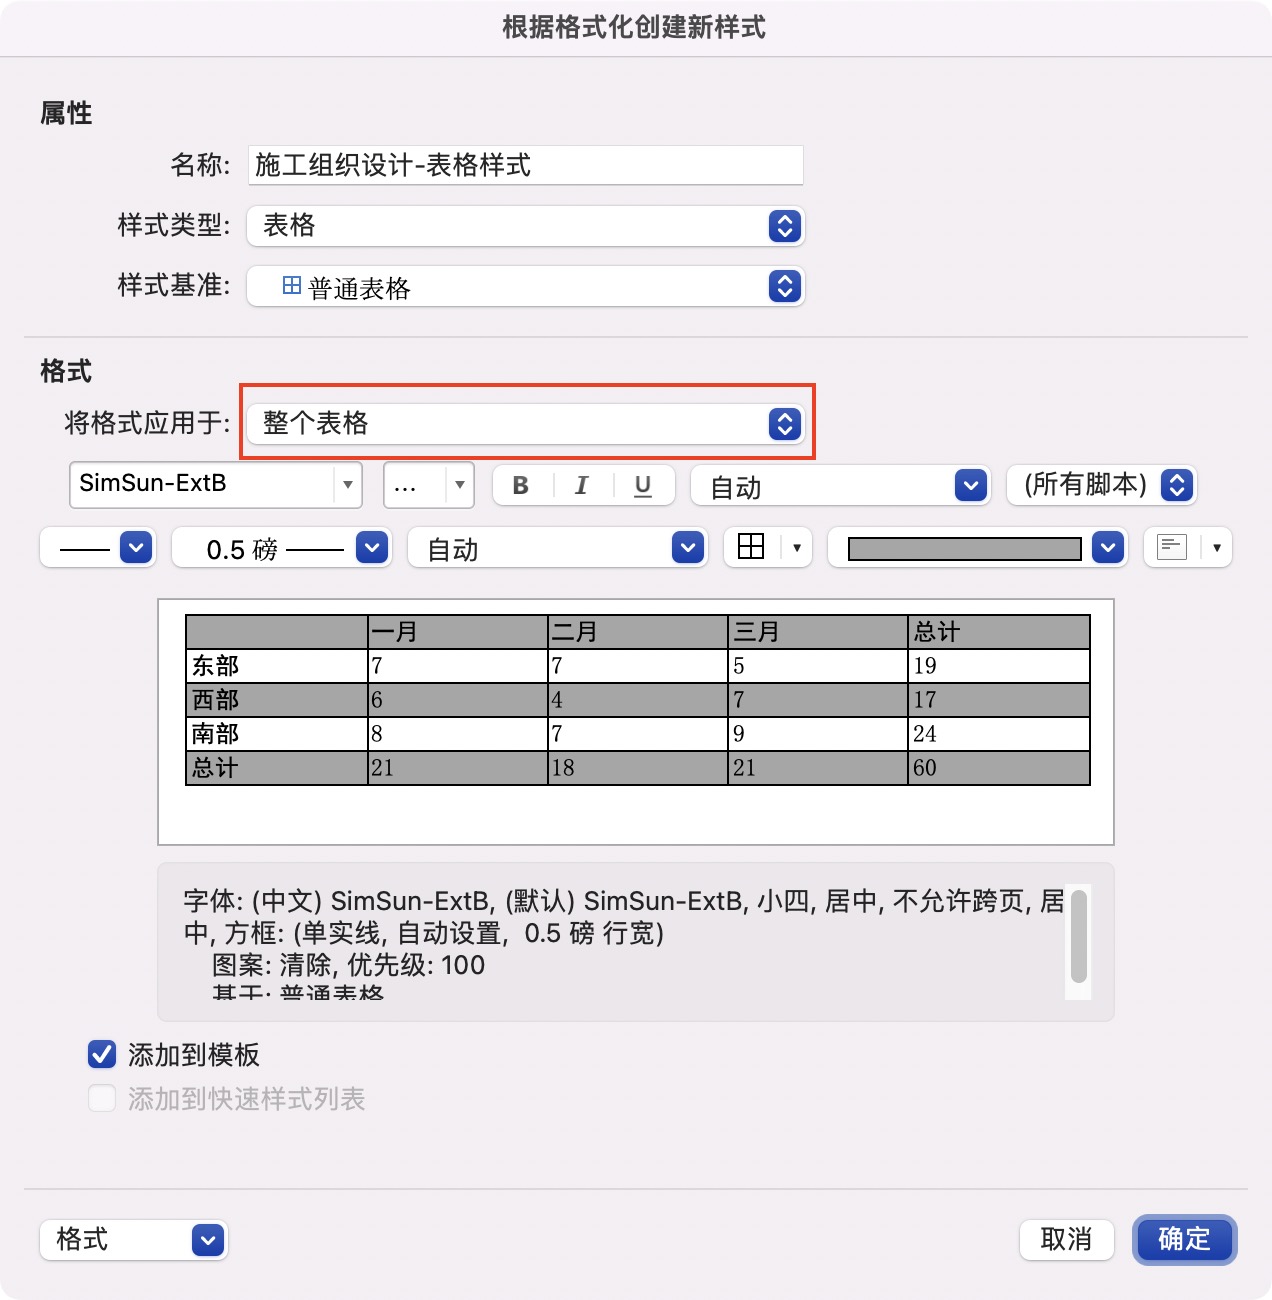 根据格式化创建新样式
属性
名称: 施工组织设计-表格样式
样式类型: 表格
样式基准: 普通表格
格式
将格式应用于: 整个表格
SimSun-ExtB ... B I U 自动 (所有脚本)
0.5 磅 自动
一月 二月 三月 总计
东部 7 7 5 19
西部 6 4 7 17
南部 8 7 9 24
总计 21 18 21 60
字体: (中文) SimSun-ExtB, (默认) SimSun-ExtB, 小四, 居中, 不允许跨页, 居
中, 方框: (单实线, 自动设置, 0.5 磅 行宽)
图案: 清除, 优先级: 100
基于: 普通表格
添加到模板
添加到快速样式列表
格式 取消 确定